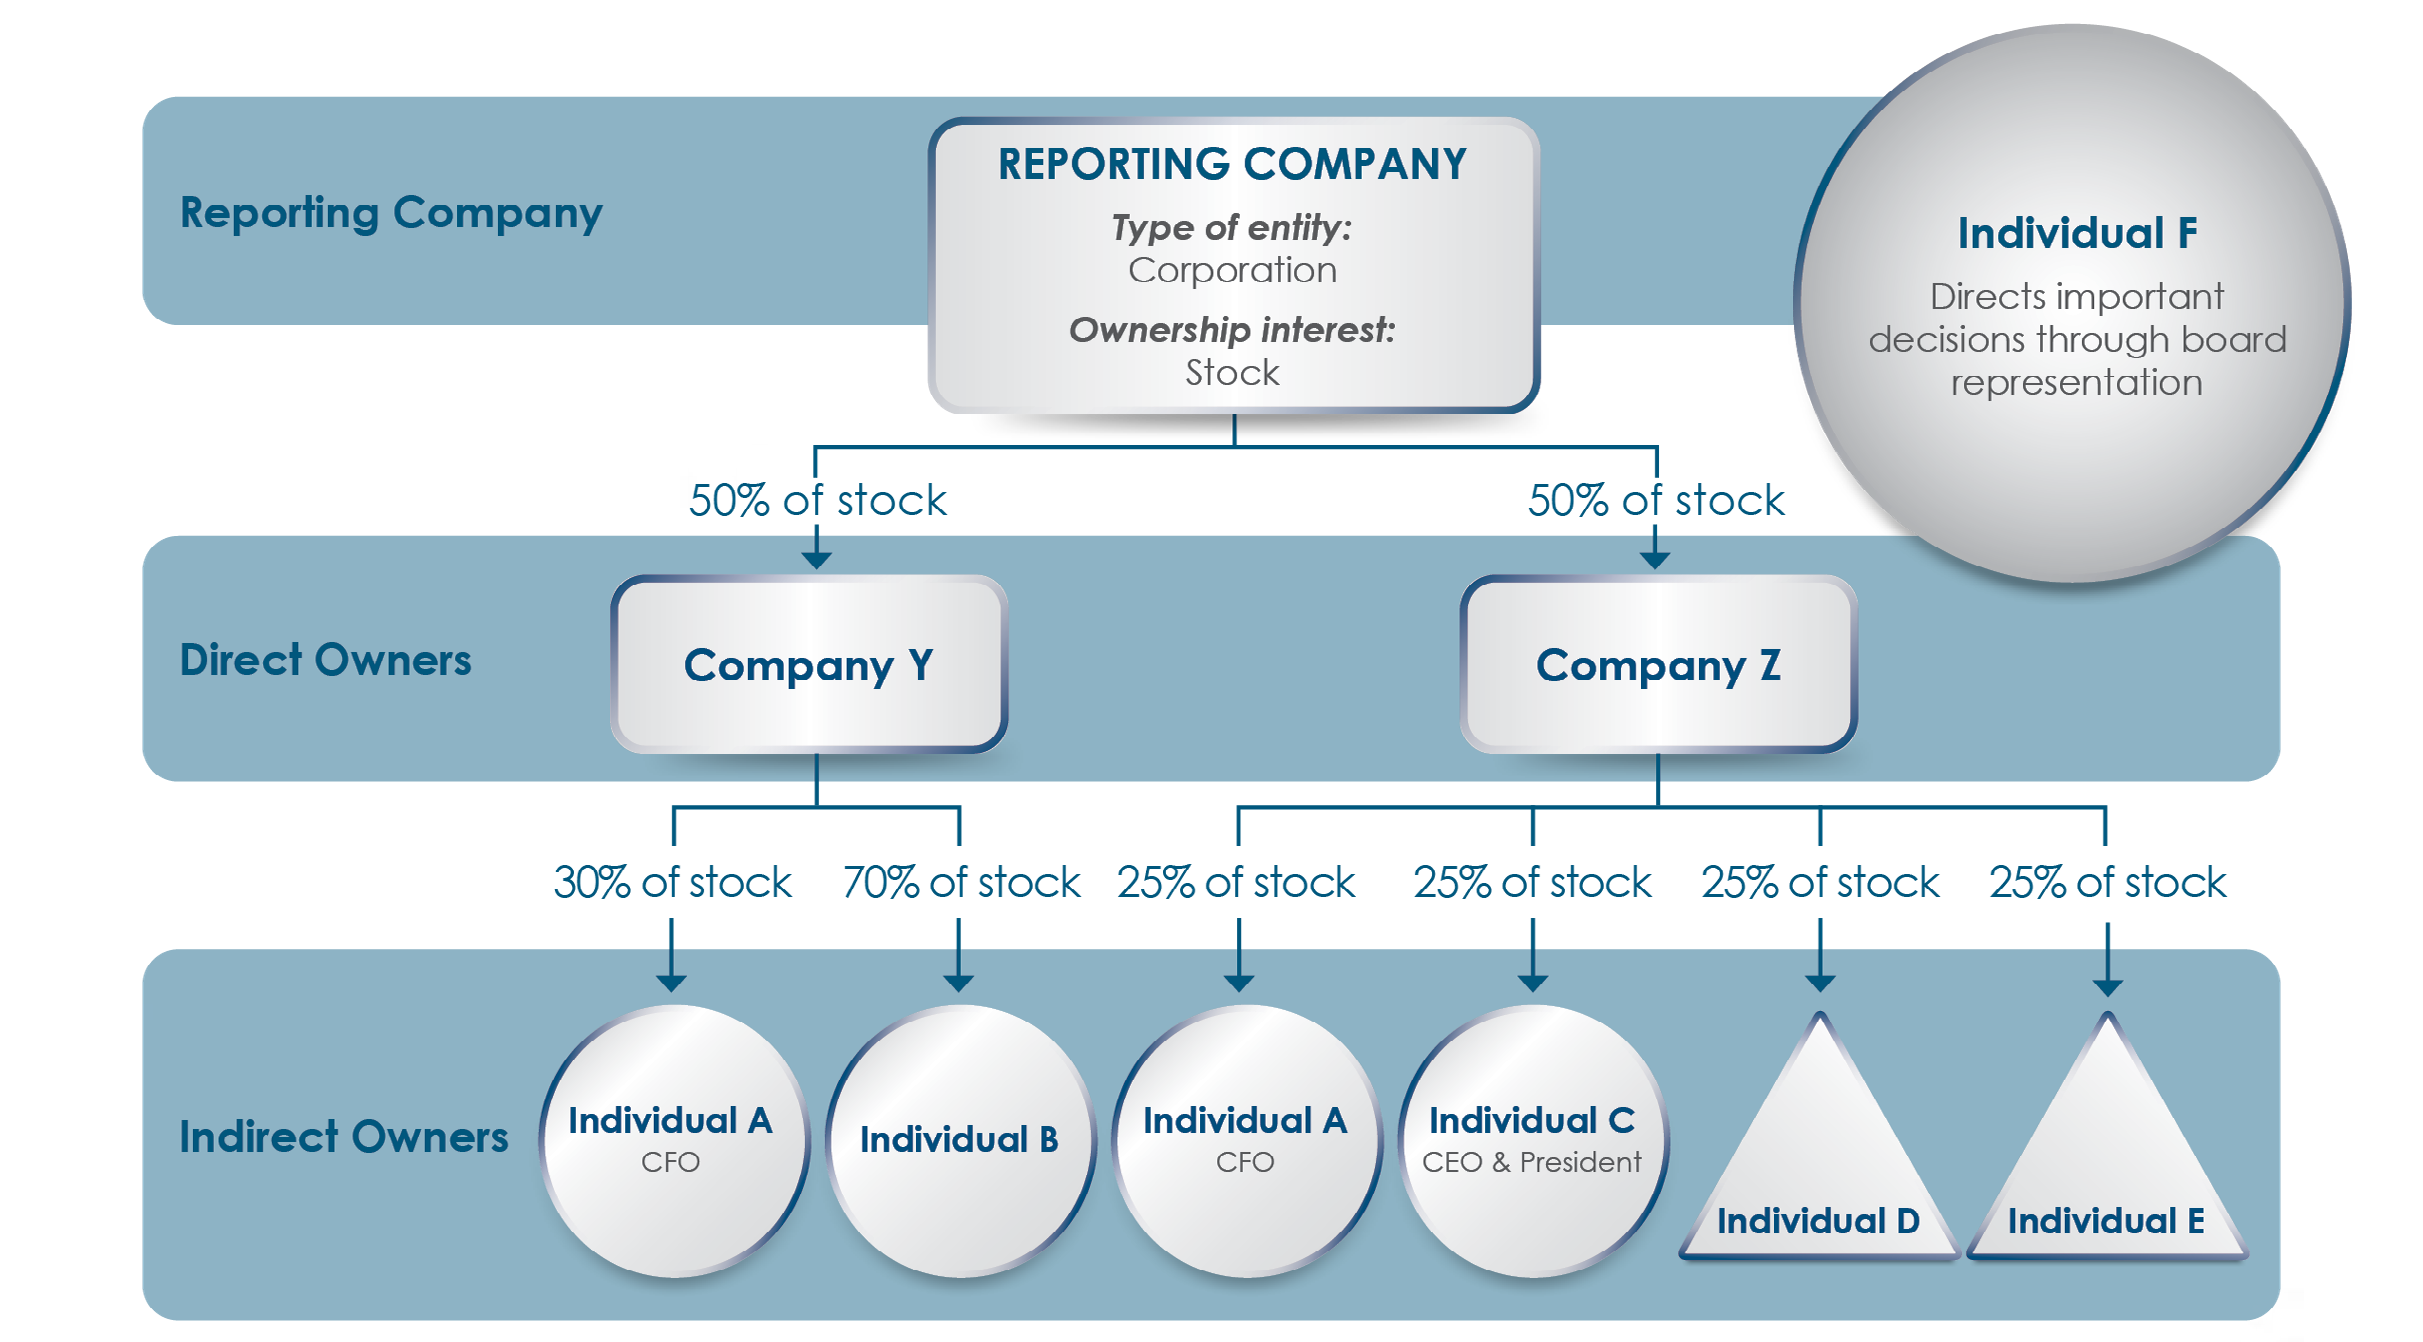 Reporting Company
REPORTING COMPANY
Type of entity:
Corporation
Ownership interest:
Stock
Individual F
Directs important
decisions through board
representation
50% of stock
50% of stock
Direct Owners
Company Y
Company Z
30% of stock
70% of stock
25% of stock
25% of stock
25% of stock
25% of stock
Indirect Owners
Individual A
CFO
Individual B
Individual A
CFO
Individual C
CEO & President
Individual D
Individual E